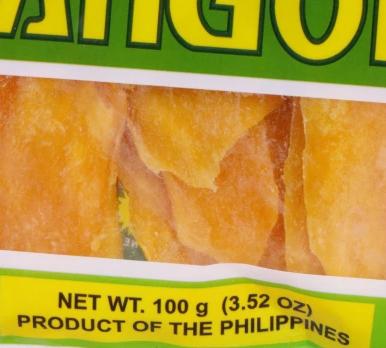 ANGO
NET WT. 100 g (3.52 OZ)
PRODUCT OF THE PHILIPPINES